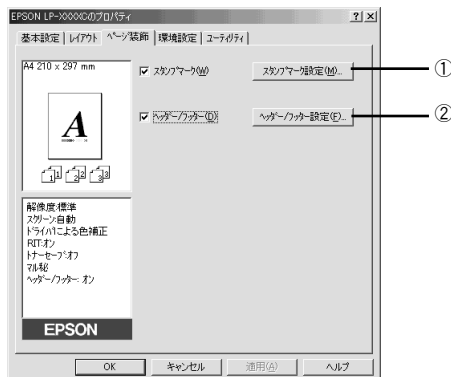 EPSON LP-XXXXCのプロパティ ? ×
基本設定 レイアウト ページ装飾 環境設定 ユーティリティ
A4 210 x 297 mm
スタンプマーク(W)
スタンプマーク設定(M)...
①
ヘッダー/フッター(D)
ヘッダー/フッター設定(E)...
②
A
1 1 2 2 3 3
解像度:標準
スクリーン:自動
ドライバによる色補正
RIT:オン
トナーセーブ:オフ
マル秘
ヘッダー/フッター: オン
EPSON
OK キャンセル 適用(A) ヘルプ